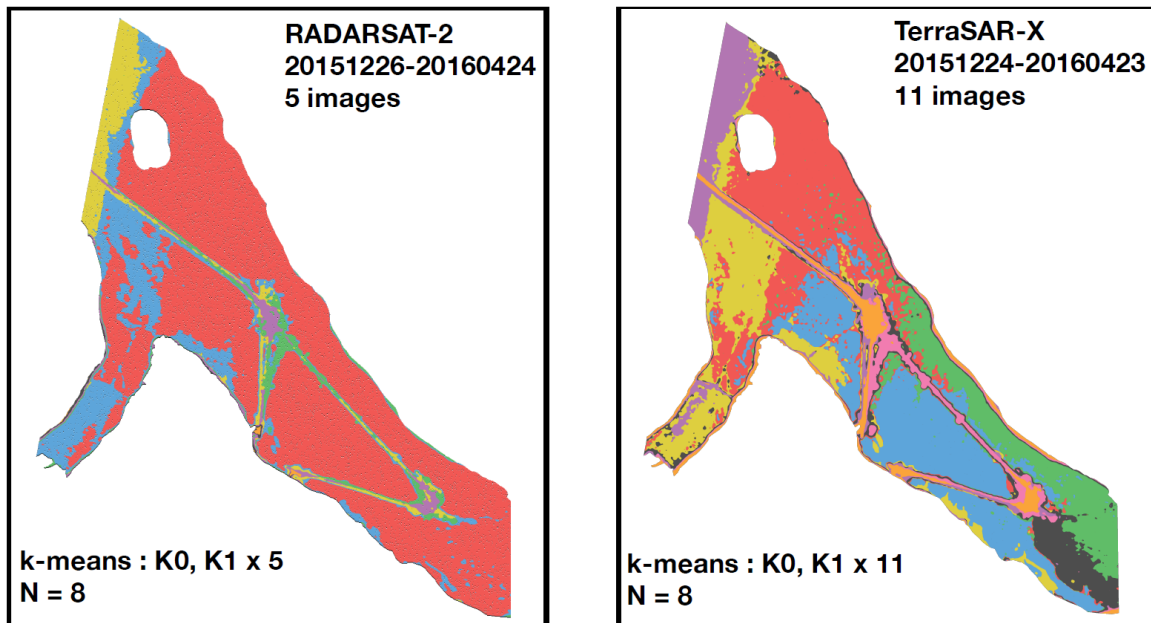 RADARSAT-2
20151226-20160424
5 images
k-means : K0, K1 x 5
N = 8
TerraSAR-X
20151224-20160423
11 images
k-means : K0, K1 x 11
N = 8